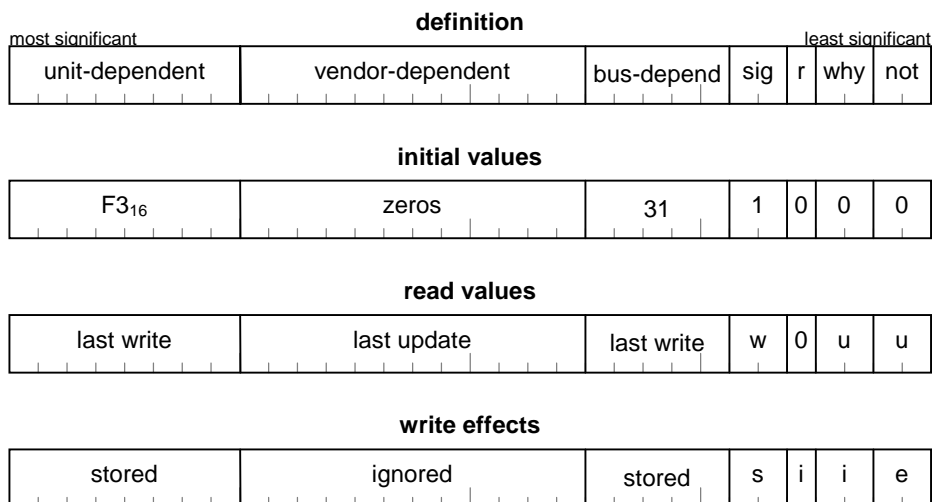 definition
most significant least significant
unit-dependent vendor-dependent bus-depend sig r why not
initial values
F3₁₆ zeros 31 1 0 0 0
read values
last write last update last write w 0 u u
write effects
stored ignored stored s i i e